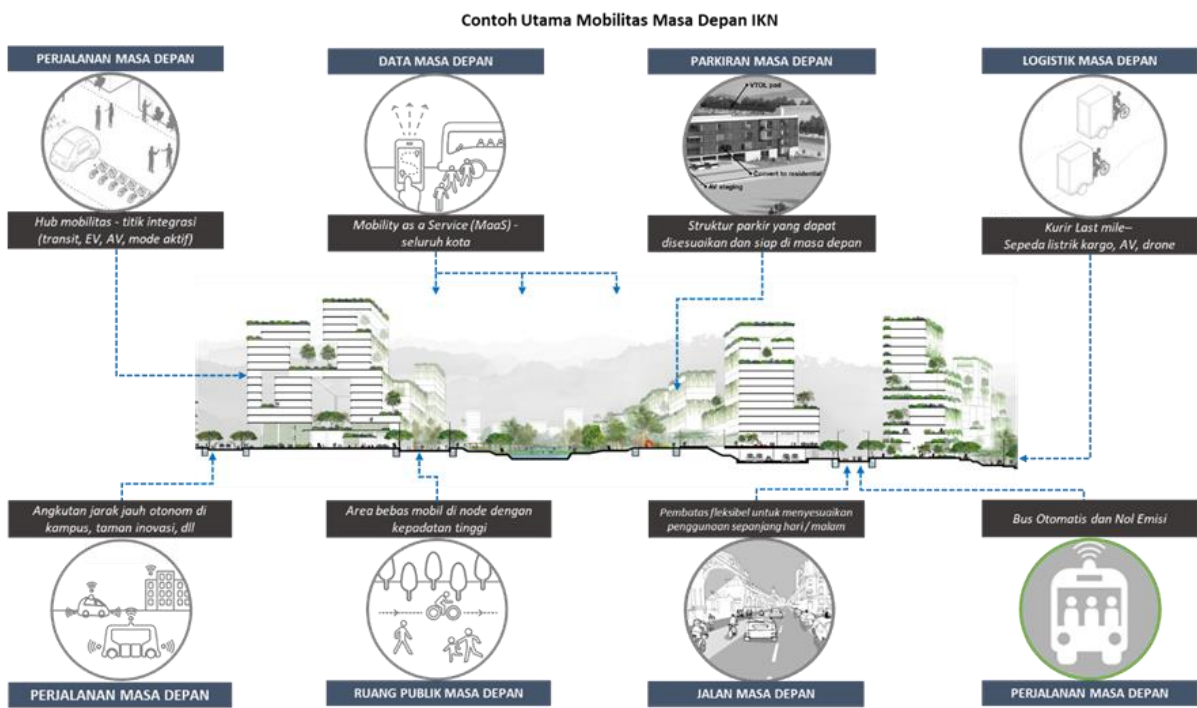 Contoh Utama Mobilitas Masa Depan IKN
PERJALANAN MASA DEPAN
DATA MASA DEPAN
PARKIRAN MASA DEPAN
LOGISTIK MASA DEPAN
VTOL pad
Convert to residential
AV staging
Hub mobilitas - titik integrasi
(transit, EV, AV, mode aktif)
Mobility as a Service (MaaS) -
seluruh kota
Struktur parkir yang dapat
disesuaikan dan siap di masa depan
Kurir Last mile–
Sepeda listrik kargo, AV, drone
Angkutan jarak jauh otonom di
kampus, taman inovasi, dll
Area bebas mobil di node dengan
kepadatan tinggi
Pembatas fleksibel untuk menyesuaikan
penggunaan sepanjang hari / malam
Bus Otomatis dan Nol Emisi
PERJALANAN MASA DEPAN
RUANG PUBLIK MASA DEPAN
JALAN MASA DEPAN
PERJALANAN MASA DEPAN